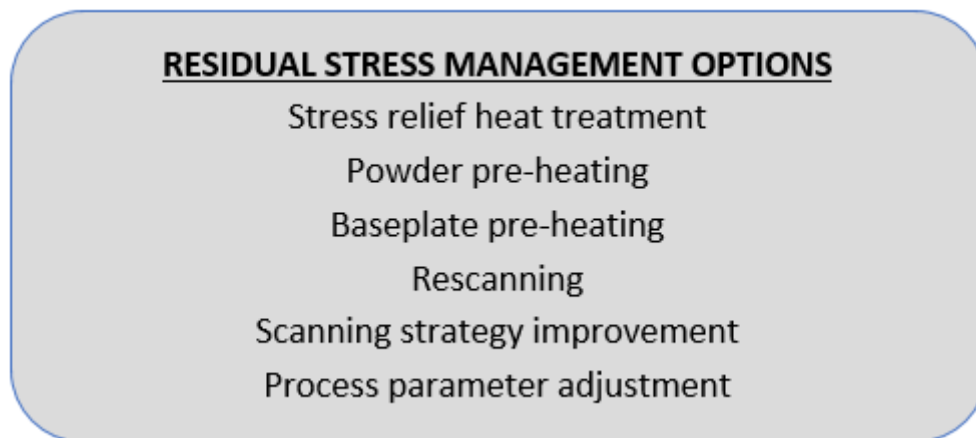 RESIDUAL STRESS MANAGEMENT OPTIONS
Stress relief heat treatment
Powder pre-heating
Baseplate pre-heating
Rescanning
Scanning strategy improvement
Process parameter adjustment